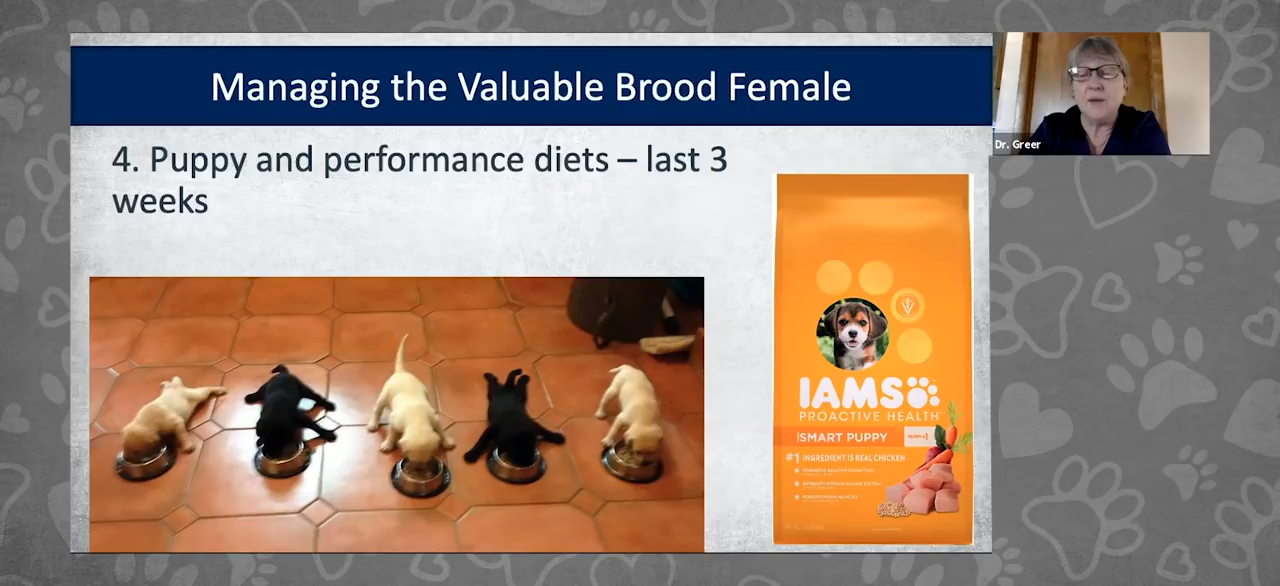 Managing the Valuable Brood Female
4. Puppy and performance diets – last 3
weeks
Dr. Greer
IAMS
PROACTIVE HEALTH
SMART PUPPY
#1 INGREDIENT IS REAL CHICKEN